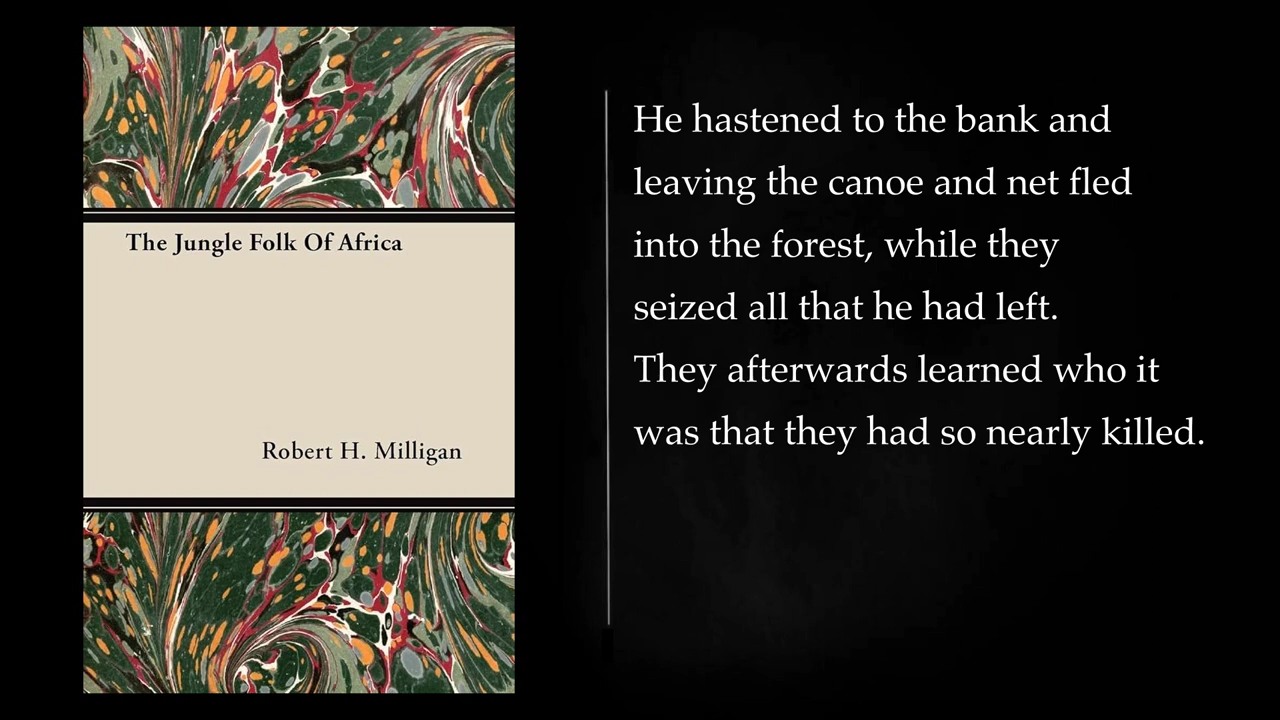 The Jungle Folk Of Africa
Robert H. Milligan
He hastened to the bank and
leaving the canoe and net fled
into the forest, while they
seized all that he had left.
They afterwards learned who it
was that they had so nearly killed.